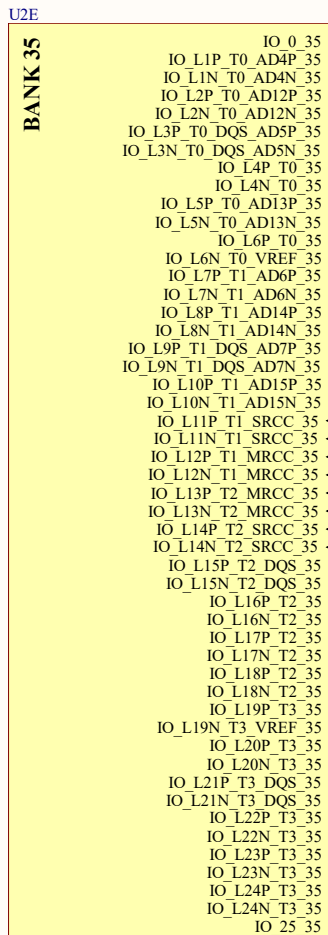 U2E
BANK 35
IO_0_35
IO_L1P_T0_AD4P_35
IO_L1N_T0_AD4N_35
IO_L2P_T0_AD12P_35
IO_L2N_T0_AD12N_35
IO_L3P_T0_DQS_AD5P_35
IO_L3N_T0_DQS_AD5N_35
IO_L4P_T0_35
IO_L4N_T0_35
IO_L5P_T0_AD13P_35
IO_L5N_T0_AD13N_35
IO_L6P_T0_35
IO_L6N_T0_VREF_35
IO_L7P_T1_AD6P_35
IO_L7N_T1_AD6N_35
IO_L8P_T1_AD14P_35
IO_L8N_T1_AD14N_35
IO_L9P_T1_DQS_AD7P_35
IO_L9N_T1_DQS_AD7N_35
IO_L10P_T1_AD15P_35
IO_L10N_T1_AD15N_35
IO_L11P_T1_SRCC_35
IO_L11N_T1_SRCC_35
IO_L12P_T1_MRCC_35
IO_L12N_T1_MRCC_35
IO_L13P_T2_MRCC_35
IO_L13N_T2_MRCC_35
IO_L14P_T2_SRCC_35
IO_L14N_T2_SRCC_35
IO_L15P_T2_DQS_35
IO_L15N_T2_DQS_35
IO_L16P_T2_35
IO_L16N_T2_35
IO_L17P_T2_35
IO_L17N_T2_35
IO_L18P_T2_35
IO_L18N_T2_35
IO_L19P_T3_35
IO_L19N_T3_VREF_35
IO_L20P_T3_35
IO_L20N_T3_35
IO_L21P_T3_DQS_35
IO_L21N_T3_DQS_35
IO_L22P_T3_35
IO_L22N_T3_35
IO_L23P_T3_35
IO_L23N_T3_35
IO_L24P_T3_35
IO_L24N_T3_35
IO_25_35